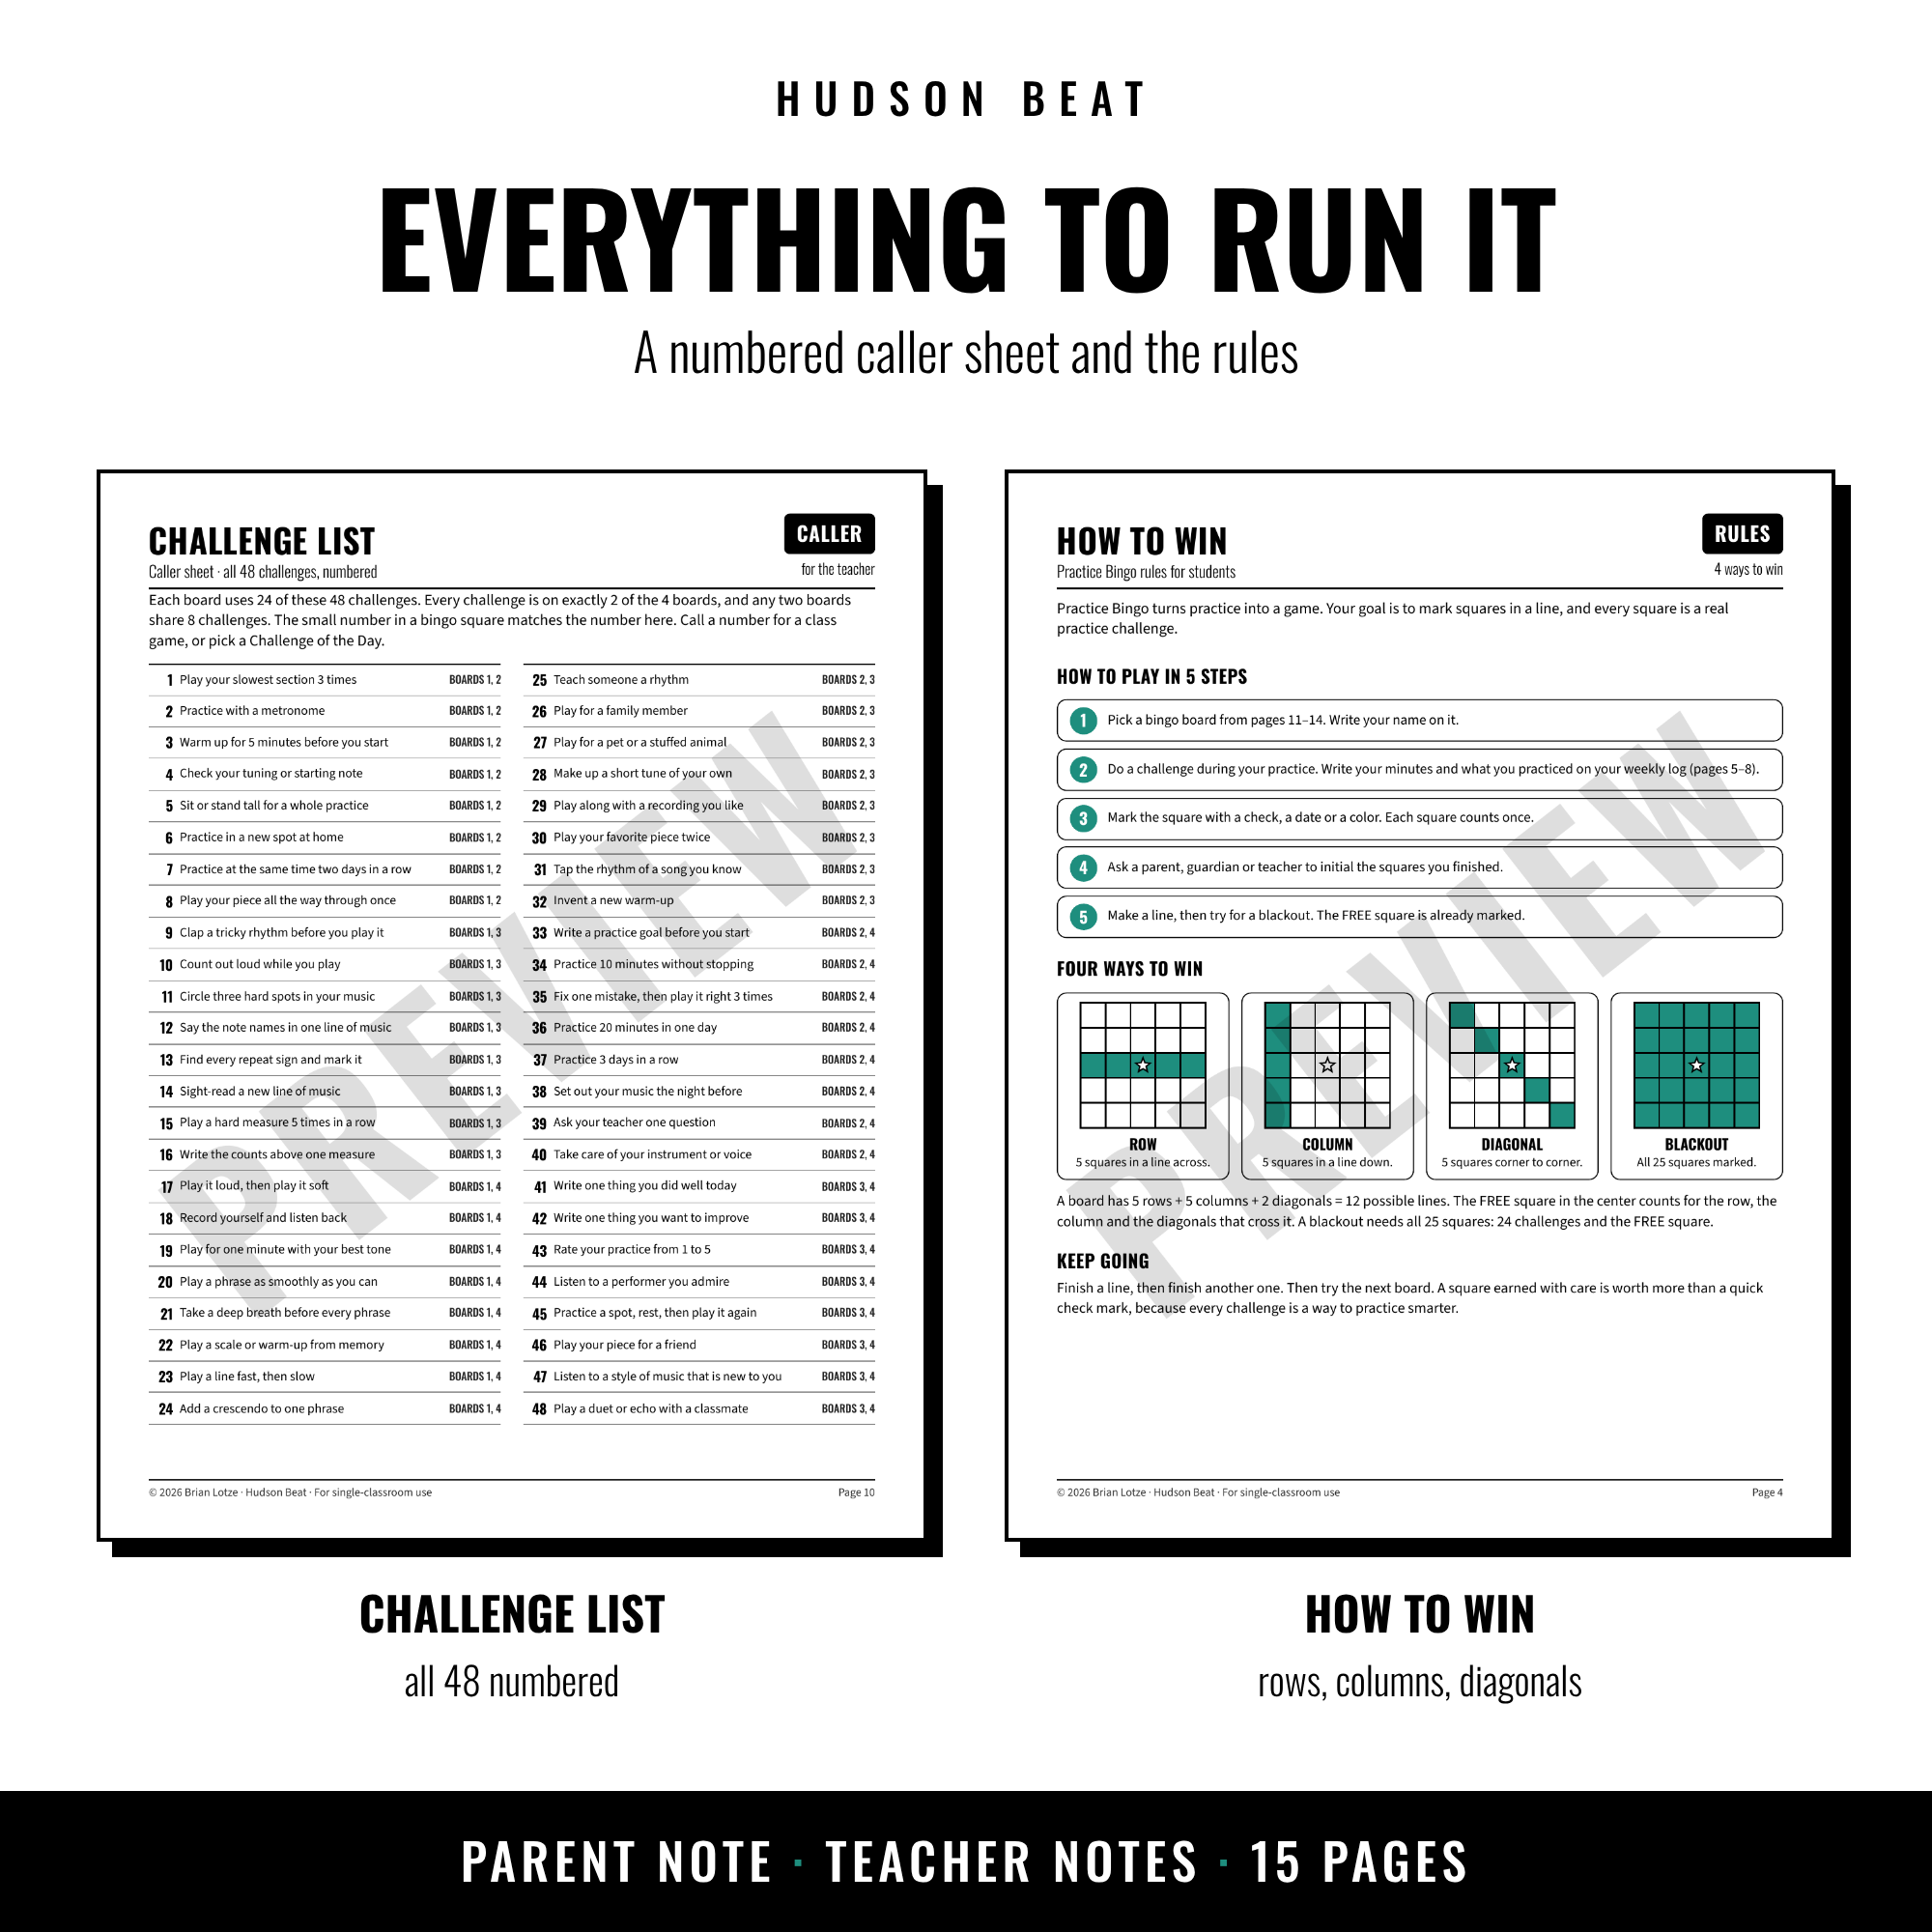 HUDSON BEAT
EVERYTHING TO RUN IT
A numbered caller sheet and the rules
CHALLENGE LIST
CALLER
Caller sheet · all 48 challenges, numbered
for the teacher
Each board uses 24 of these 48 challenges. Every challenge is on exactly 2 of the 4 boards, and any two boards
share 8 challenges. The small number in a bingo square matches the number here. Call a number for a class
game, or pick a Challenge of the Day.
1 Play your slowest section 3 times BOARDS 1, 2
2 Practice with a metronome BOARDS 1, 2
3 Warm up for 5 minutes before you start BOARDS 1, 2
4 Check your tuning or starting note BOARDS 1, 2
5 Sit or stand tall for a whole practice BOARDS 1, 2
6 Practice in a new spot at home BOARDS 1, 2
7 Practice at the same time two days in a row BOARDS 1, 2
8 Play your piece all the way through once BOARDS 1, 2
9 Clap a tricky rhythm before you play it BOARDS 1, 3
10 Count out loud while you play BOARDS 1, 3
11 Circle three hard spots in your music BOARDS 1, 3
12 Say the note names in one line of music BOARDS 1, 3
13 Find every repeat sign and mark it BOARDS 1, 3
14 Sight-read a new line of music BOARDS 1, 3
15 Play a hard measure 5 times in a row BOARDS 1, 3
16 Write the counts above one measure BOARDS 1, 3
17 Play it loud, then play it soft BOARDS 1, 4
18 Record yourself and listen back BOARDS 1, 4
19 Play for one minute with your best tone BOARDS 1, 4
20 Play a phrase as smoothly as you can BOARDS 1, 4
21 Take a deep breath before every phrase BOARDS 1, 4
22 Play a scale or warm-up from memory BOARDS 1, 4
23 Play a line fast, then slow BOARDS 1, 4
24 Add a crescendo to one phrase BOARDS 1, 4
25 Teach someone a rhythm BOARDS 2, 3
26 Play for a family member BOARDS 2, 3
27 Play for a pet or a stuffed animal BOARDS 2, 3
28 Make up a short tune of your own BOARDS 2, 3
29 Play along with a recording you like BOARDS 2, 3
30 Play your favorite piece twice BOARDS 2, 3
31 Tap the rhythm of a song you know BOARDS 2, 3
32 Invent a new warm-up BOARDS 2, 3
33 Write a practice goal before you start BOARDS 2, 4
34 Practice 10 minutes without stopping BOARDS 2, 4
35 Fix one mistake, then play it right 3 times BOARDS 2, 4
36 Practice 20 minutes in one day BOARDS 2, 4
37 Practice 3 days in a row BOARDS 2, 4
38 Set out your music the night before BOARDS 2, 4
39 Ask your teacher one question BOARDS 2, 4
40 Take care of your instrument or voice BOARDS 2, 4
41 Write one thing you did well today BOARDS 3, 4
42 Write one thing you want to improve BOARDS 3, 4
43 Rate your practice from 1 to 5 BOARDS 3, 4
44 Listen to a performer you admire BOARDS 3, 4
45 Practice a spot, rest, then play it again BOARDS 3, 4
46 Play your piece for a friend BOARDS 3, 4
47 Listen to a style of music that is new to you BOARDS 3, 4
48 Play a duet or echo with a classmate BOARDS 3, 4
PREVIEW
© 2026 Brian Lotze · Hudson Beat · For single-classroom use
Page 10
HOW TO WIN
RULES
Practice Bingo rules for students
4 ways to win
Practice Bingo turns practice into a game. Your goal is to mark squares in a line, and every square is a real
practice challenge.
HOW TO PLAY IN 5 STEPS
1 Pick a bingo board from pages 11–14. Write your name on it.
2 Do a challenge during your practice. Write your minutes and what you practiced on your weekly log (pages 5–8).
3 Mark the square with a check, a date or a color. Each square counts once.
4 Ask a parent, guardian or teacher to initial the squares you finished.
5 Make a line, then try for a blackout. The FREE square is already marked.
FOUR WAYS TO WIN
ROW
5 squares in a line across.
COLUMN
5 squares in a line down.
DIAGONAL
5 squares corner to corner.
BLACKOUT
All 25 squares marked.
A board has 5 rows + 5 columns + 2 diagonals = 12 possible lines. The FREE square in the center counts for the row, the
column and the diagonals that cross it. A blackout needs all 25 squares: 24 challenges and the FREE square.
KEEP GOING
Finish a line, then finish another one. Then try the next board. A square earned with care is worth more than a quick
check mark, because every challenge is a way to practice smarter.
PREVIEW
© 2026 Brian Lotze · Hudson Beat · For single-classroom use
Page 4
CHALLENGE LIST
all 48 numbered
HOW TO WIN
rows, columns, diagonals
PARENT NOTE · TEACHER NOTES · 15 PAGES